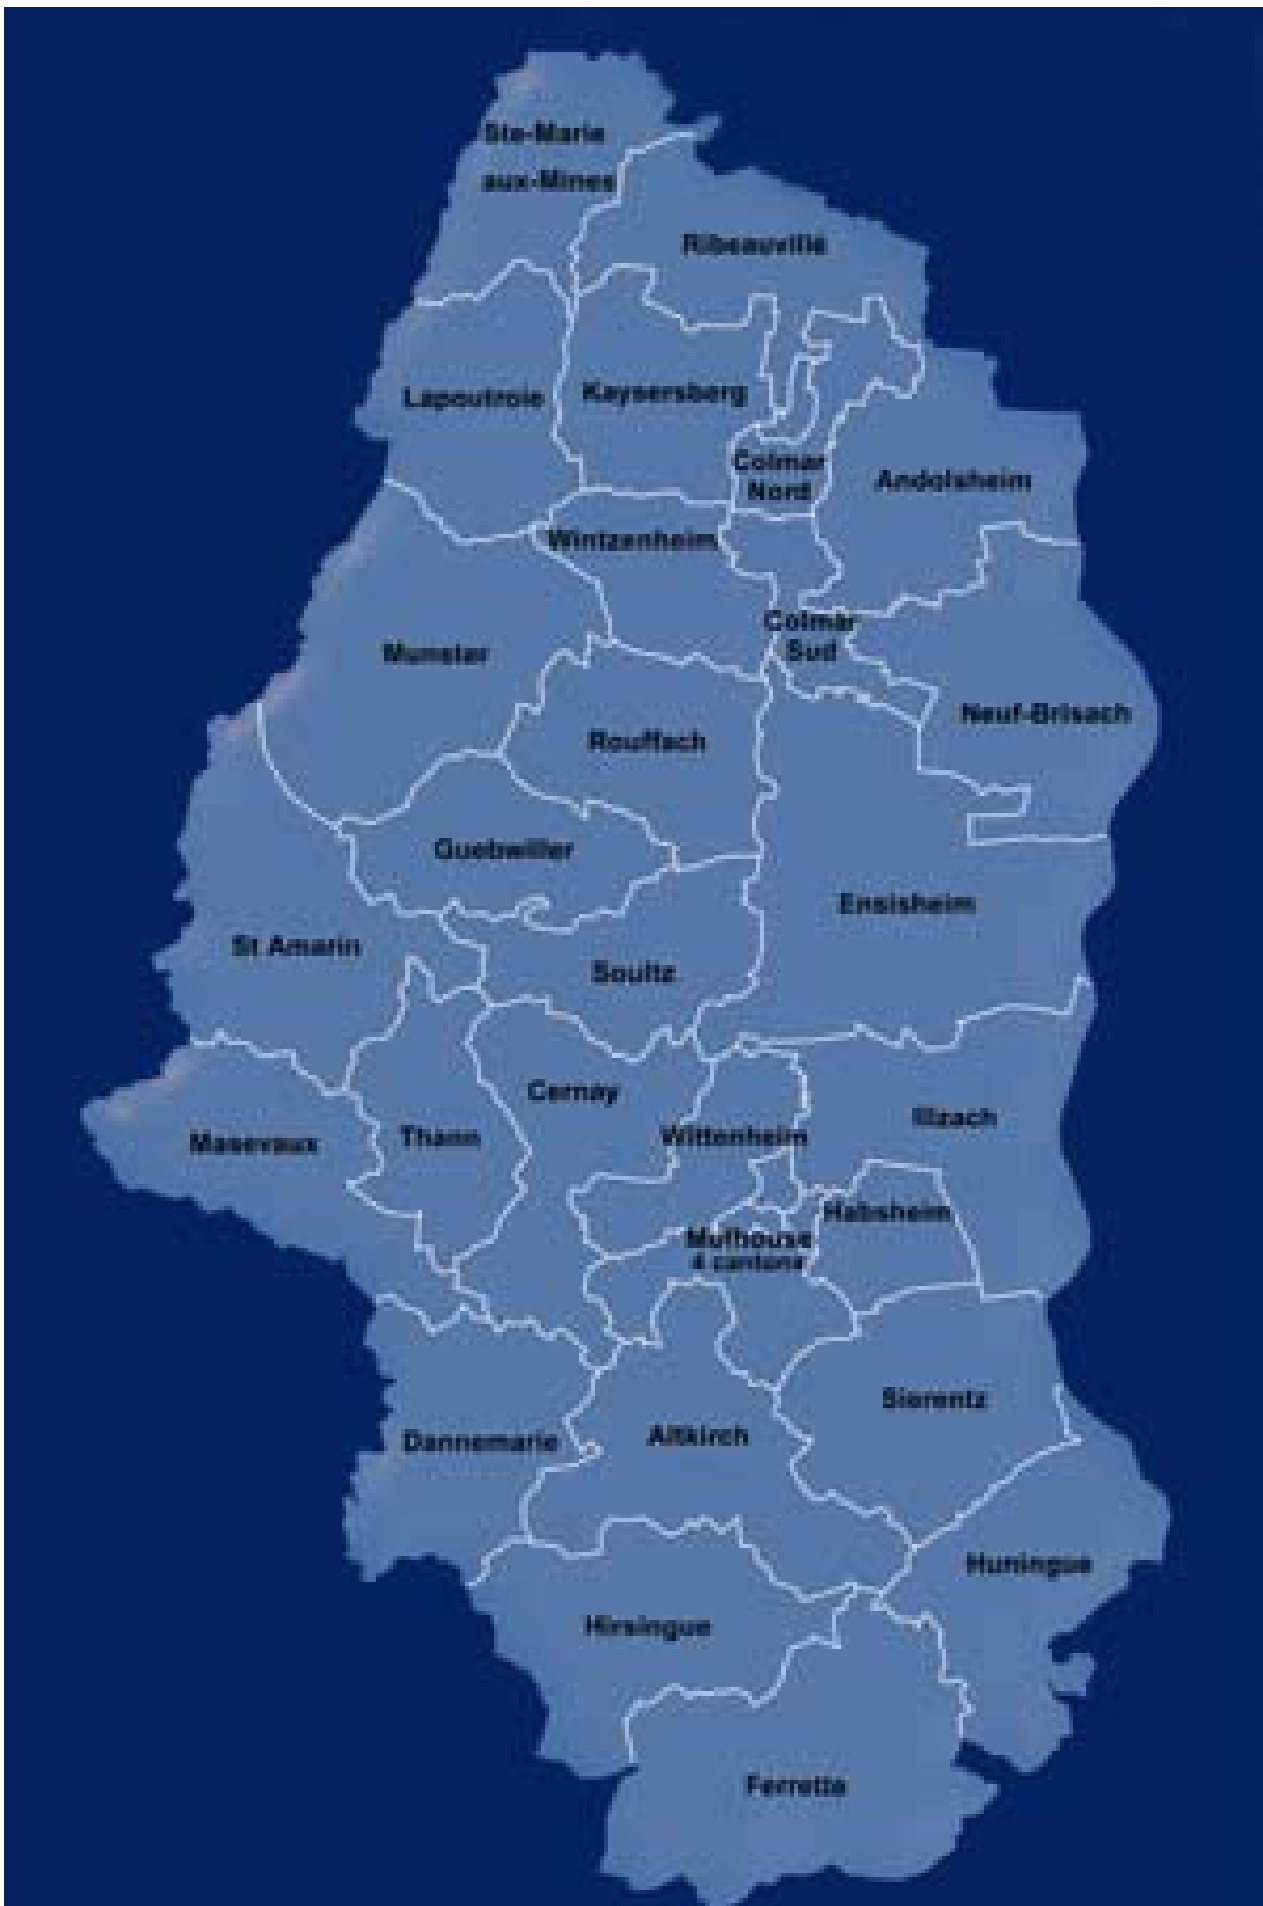 Ste-Marie
aux-Mines
Ribeauvillé
Lapoutroie
Kaysersberg
Colmar
Nord
Andolsheim
Wintzenheim
Colmar
Sud
Munster
Neuf-Brisach
Rouffach
Guebwiller
Ensisheim
St Amarin
Soultz
Cernay
Illzach
Masevaux
Thann
Wittenheim
Habsheim
Mulhouse
4 cantons
Sierentz
Dannemarie
Altkirch
Huningue
Hirsingue
Ferrette